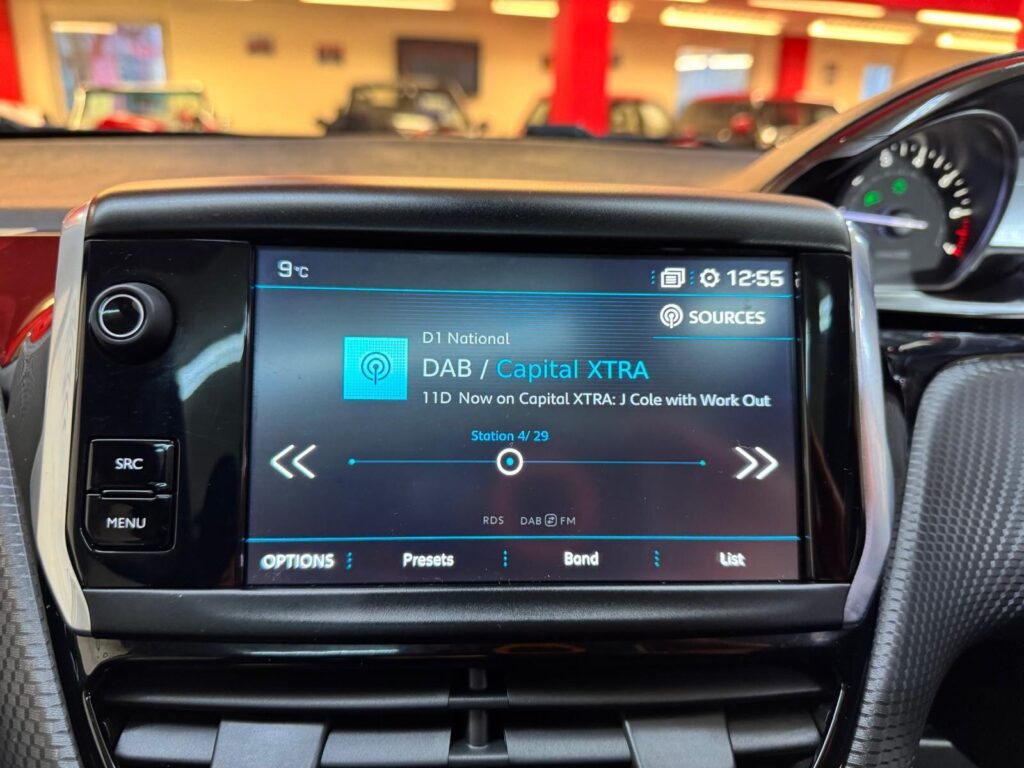 9°C
12:55
SOURCES
D1 National
DAB / Capital XTRA
11D Now on Capital XTRA: J Cole with Work Out
Station 4/ 29
SRC
MENU
RDS DAB FM
OPTIONS Presets Band List